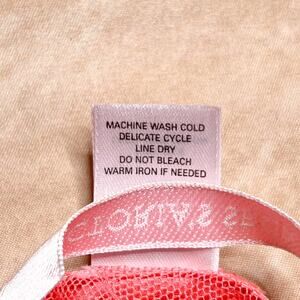 MACHINE WASH COLD
DELICATE CYCLE
LINE DRY
DO NOT BLEACH
WARM IRON IF NEEDED